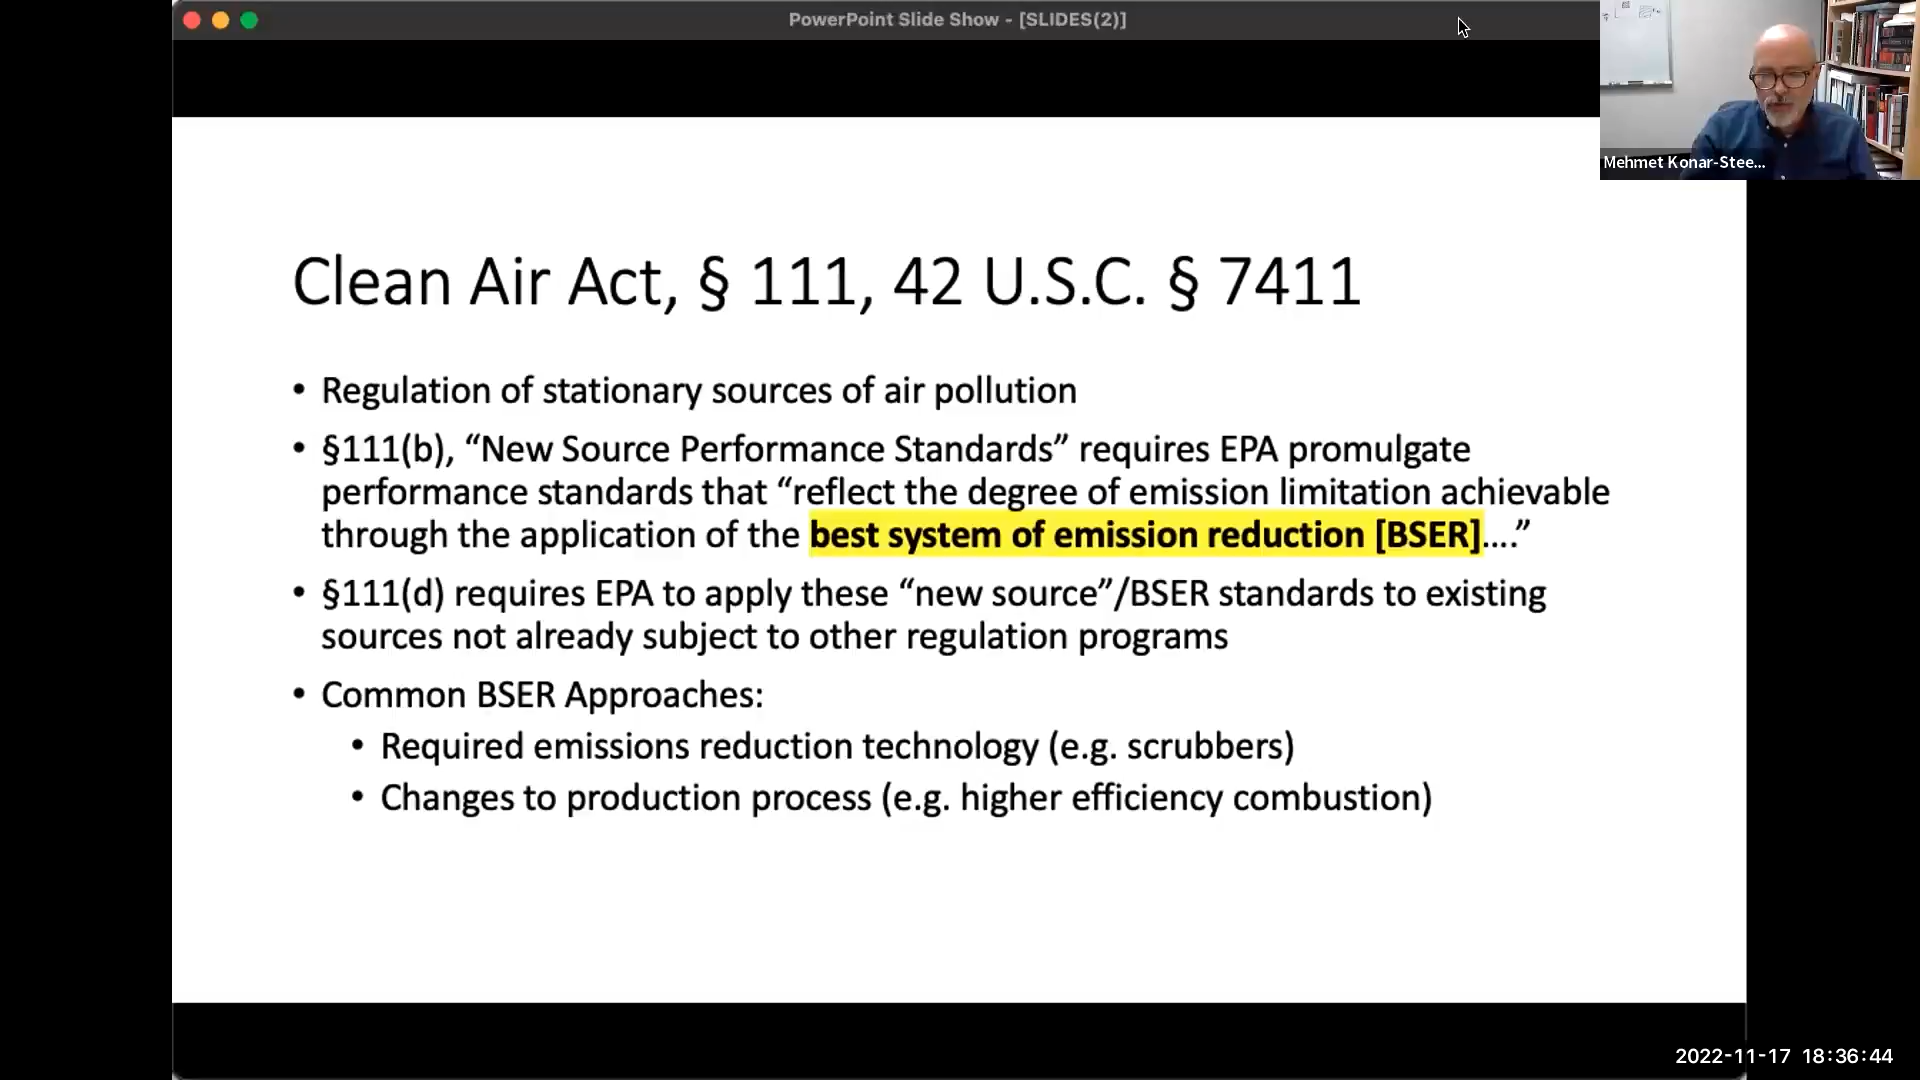 PowerPoint Slide Show - [SLIDES(2)]
Mehmet Konar-Stee...
Clean Air Act, § 111, 42 U.S.C. § 7411
• Regulation of stationary sources of air pollution
• §111(b), “New Source Performance Standards” requires EPA promulgate
performance standards that “reflect the degree of emission limitation achievable
through the application of the best system of emission reduction [BSER]….”
• §111(d) requires EPA to apply these “new source”/BSER standards to existing
sources not already subject to other regulation programs
• Common BSER Approaches:
• Required emissions reduction technology (e.g. scrubbers)
• Changes to production process (e.g. higher efficiency combustion)
2022-11-17 18:36:44